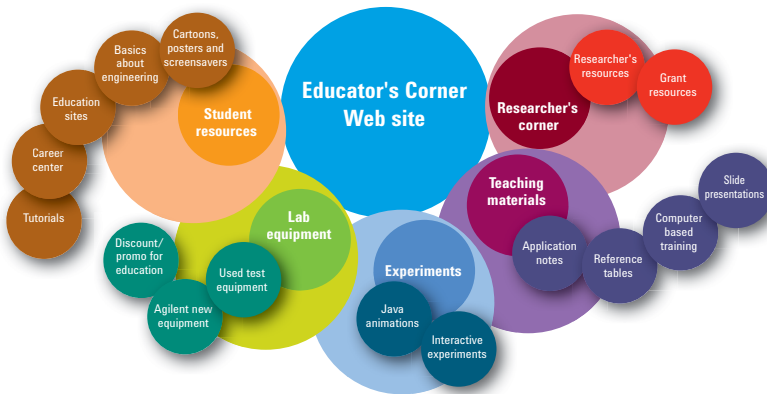 Educator's Corner
Web site
Cartoons,
posters and
screensavers
Basics
about
engineering
Education
sites
Career
center
Tutorials
Student
resources
Researcher's
corner
Researcher's
resources
Grant
resources
Lab
equipment
Discount/
promo for
education
Agilent new
equipment
Used test
equipment
Experiments
Java
animations
Interactive
experiments
Teaching
materials
Application
notes
Reference
tables
Computer
based
training
Slide
presentations